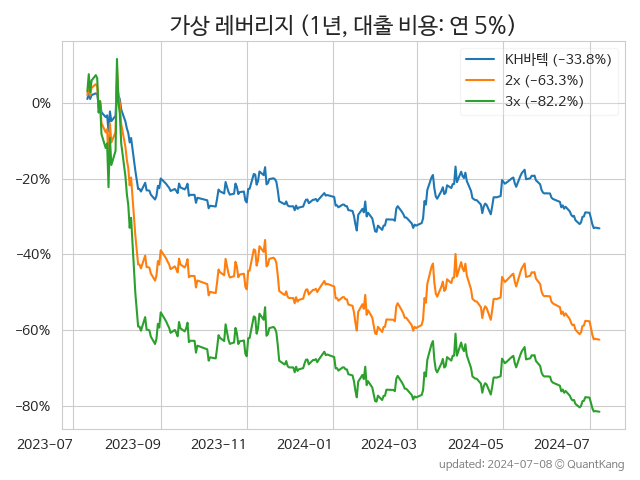 가상 레버리지 (1년, 대출 비용: 연 5%)
KH바텍 (−33.8%)
2x (−63.3%)
3x (−82.2%)
0%
−20%
−40%
−60%
−80%
2023-07 2023-09 2023-11 2024-01 2024-03 2024-05 2024-07
updated: 2024-07-08 © QuantKang